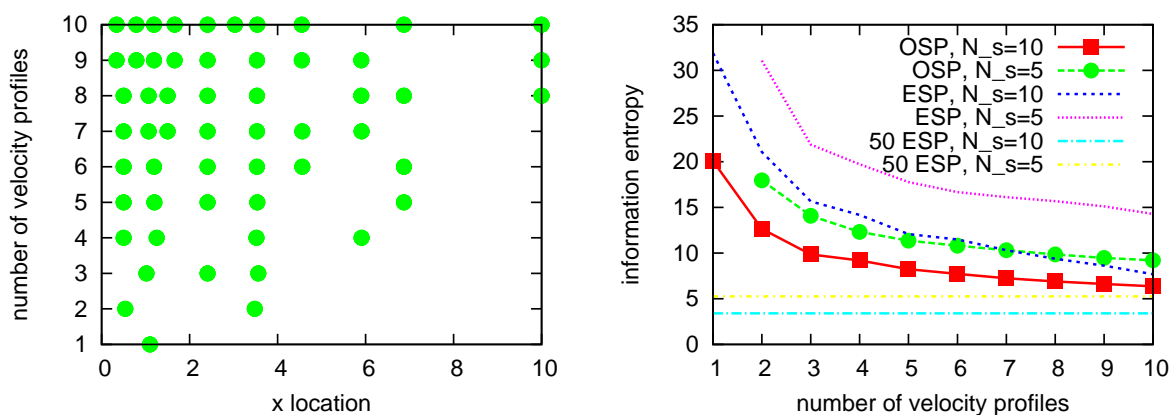 number of velocity profiles
10
9
8
7
6
5
4
3
2
1
0 2 4 6 8 10
x location
information entropy
35
30
25
20
15
10
5
0
OSP, N_s=10
OSP, N_s=5
ESP, N_s=10
ESP, N_s=5
50 ESP, N_s=10
50 ESP, N_s=5
1 2 3 4 5 6 7 8 9 10
number of velocity profiles